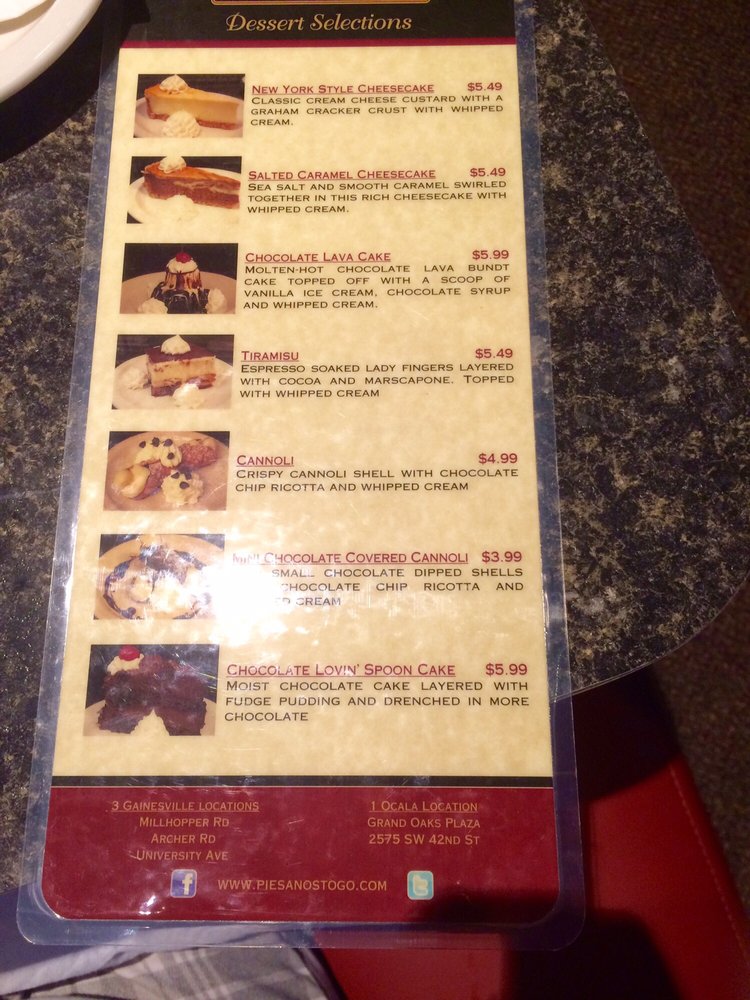 Dessert Selections
New York Style Cheesecake $5.49
Classic cream cheese custard with a
graham cracker crust with whipped
cream.
Salted Caramel Cheesecake $5.49
Sea salt and smooth caramel swirled
together in this rich cheesecake with
whipped cream.
Chocolate Lava Cake $5.99
Molten-hot chocolate lava bundt
cake topped off with a scoop of
vanilla ice cream, chocolate syrup
and whipped cream.
Tiramisu $5.49
Espresso soaked lady fingers layered
with cocoa and marscapone. Topped
with whipped cream
Cannoli $4.99
Crispy cannoli shell with chocolate
chip ricotta and whipped cream
Mini Chocolate Covered Cannoli $3.99
small chocolate dipped shells
chocolate chip ricotta and
cream
Chocolate Lovin' Spoon Cake $5.99
Moist chocolate cake layered with
fudge pudding and drenched in more
chocolate
3 Gainesville locations
Millhopper Rd
Archer Rd
University Ave
1 Ocala Location
Grand Oaks Plaza
2575 SW 42nd St
f www.piesanostogo.com t